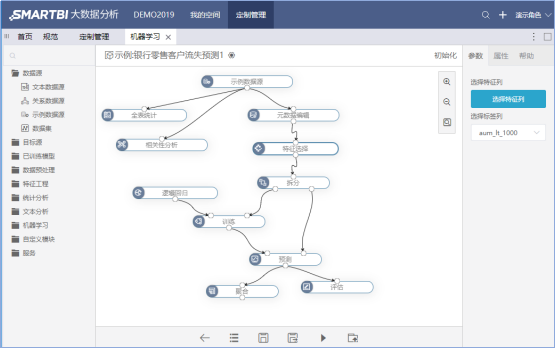 SMARTBI 大数据分析 DEMO2019 我的空间 定制管理 演示角色
首页 规范 定制管理 机器学习
示例:银行零售客户流失预测1 初始化 参数 属性 帮助
数据源
文本数据源
关系数据源
示例数据源
数据集
目标源
已训练模型
数据预处理
特征工程
统计分析
文本分析
机器学习
自定义模块
服务
示例数据源
全表统计
元数据编辑
相关性分析
特征选择
拆分
逻辑回归
训练
预测
聚合
评估
选择特征列
选择特征列
选择标签列
aum_lt_1000